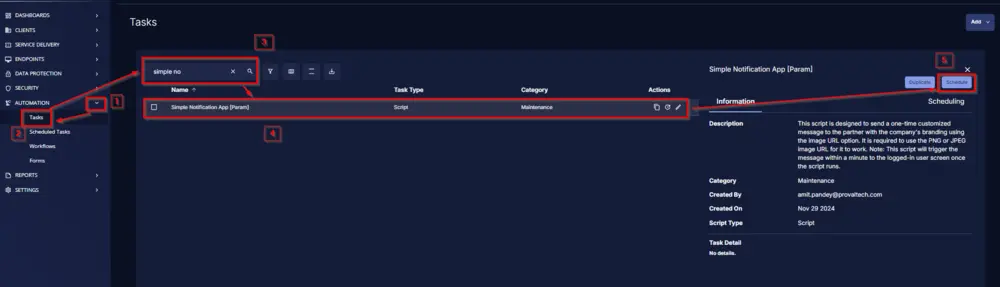 DASHBOARDS
CLIENTS
SERVICE DELIVERY
ENDPOINTS
DATA PROTECTION
SECURITY
AUTOMATION
1
Tasks
2
Scheduled Tasks
Workflows
Forms
REPORTS
SETTINGS
Tasks
Add
3
simple no
Name
Task Type
Category
Actions
Simple Notification App [Param]
Script
Maintenance
4
5
Simple Notification App [Param]
Duplicate
Schedule
Information
Scheduling
Description
This script is designed to send a one-time customized
message to the partner with the company's branding using
the Image URL option. It is required to use the PNG or JPEG
image URL for it to work. Note: This script will trigger the
message within a minute to the logged-in user screen once
the script runs.
Category
Maintenance
Created By
amit.pandey@provaltech.com
Created On
Nov 29 2024
Script Type
Script
Task Detail
No details.